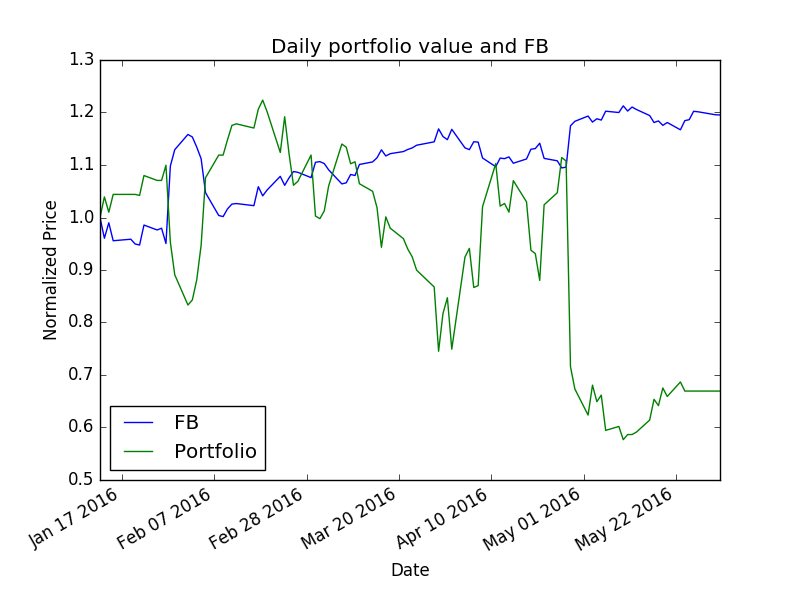 Daily portfolio value and FB
1.3
1.2
1.1
1.0
0.9
0.8
0.7
0.6
0.5
Normalized Price
FB
Portfolio
Jan 17 2016
Feb 07 2016
Feb 28 2016
Mar 20 2016
Apr 10 2016
May 01 2016
May 22 2016
Date